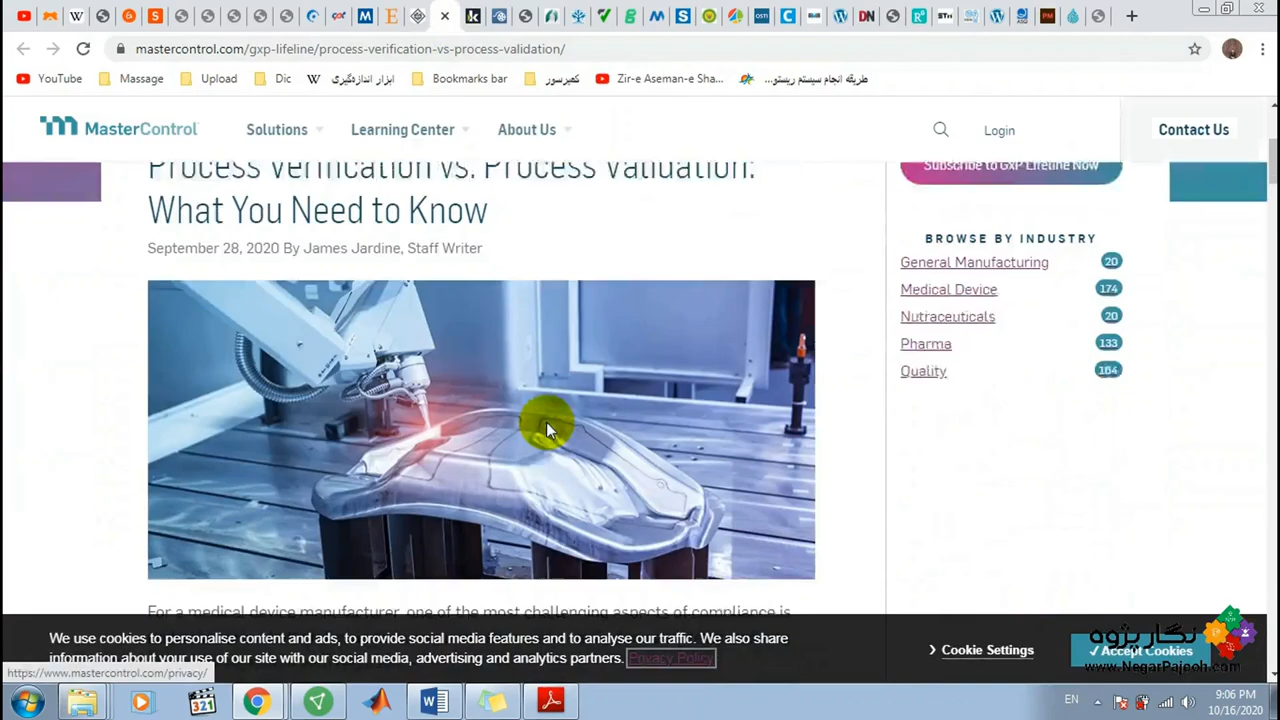 mastercontrol.com/gxp-lifeline/process-verification-vs-process-validation/
YouTube Massage Upload Dic ابزار اندازه‌گیری Bookmarks bar کمپرسور Zir-e Aseman-e Sha... طریقه انجام سیستم ریستو...
MasterControl Solutions Learning Center About Us Login Contact Us
Process Verification vs. Process Validation:
What You Need to Know
September 28, 2020 By James Jardine, Staff Writer
Subscribe to GxP Lifeline Now
BROWSE BY INDUSTRY
General Manufacturing 20
Medical Device 174
Nutraceuticals 20
Pharma 133
Quality 164
For a medical device manufacturer, one of the most challenging aspects of compliance is
We use cookies to personalise content and ads, to provide social media features and to analyse our traffic. We also share
information about your use of our site with our social media, advertising and analytics partners. Privacy Policy
Cookie Settings
✓ Accept Cookies
نگار پژوه
www.NegarPajooh.com
https://www.mastercontrol.com/privacy/
EN
9:06 PM
10/16/2020